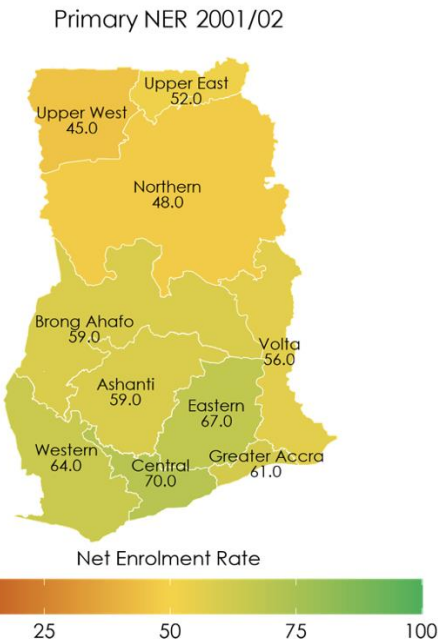 Primary NER 2001/02
Upper East
52.0
Upper West
45.0
Northern
48.0
Brong Ahafo
59.0
Volta
56.0
Ashanti
59.0
Eastern
67.0
Western
64.0
Central
70.0
Greater Accra
61.0
Net Enrolment Rate
25 50 75 100